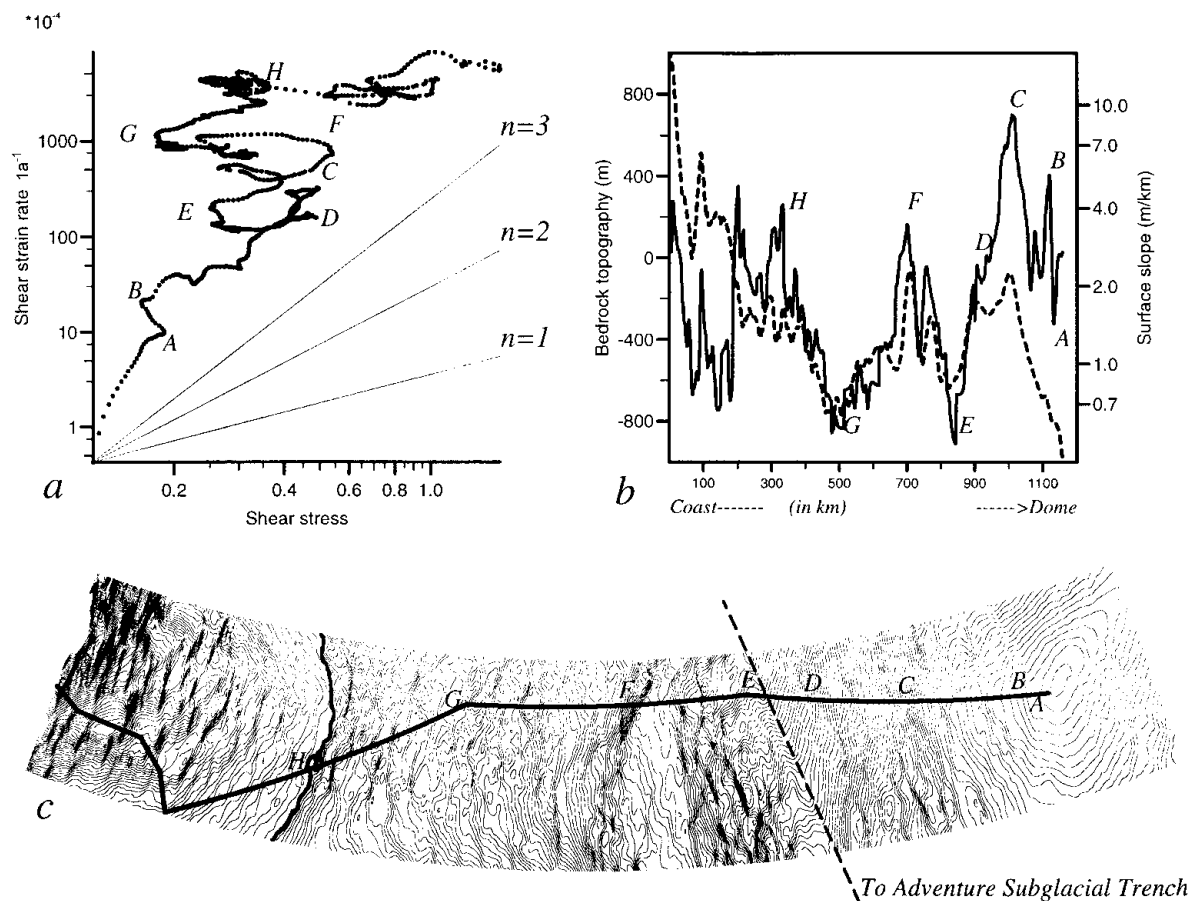 *10⁻⁴
Shear strain rate 1a⁻¹
1000
100
10
1
0.2
0.4
0.6
0.8
1.0
Shear stress
H
G
F
C
E
D
B
A
n=3
n=2
n=1
a
Bedrock topography (m)
800
400
0
-400
-800
100
300
500
700
900
1100
Coast------- (in km) ---->Dome
10.0
7.0
4.0
2.0
1.0
0.7
Surface slope (m/km)
C
B
H
F
D
A
G
E
b
G
F
E
D
C
B
A
H
c
To Adventure Subglacial Trench